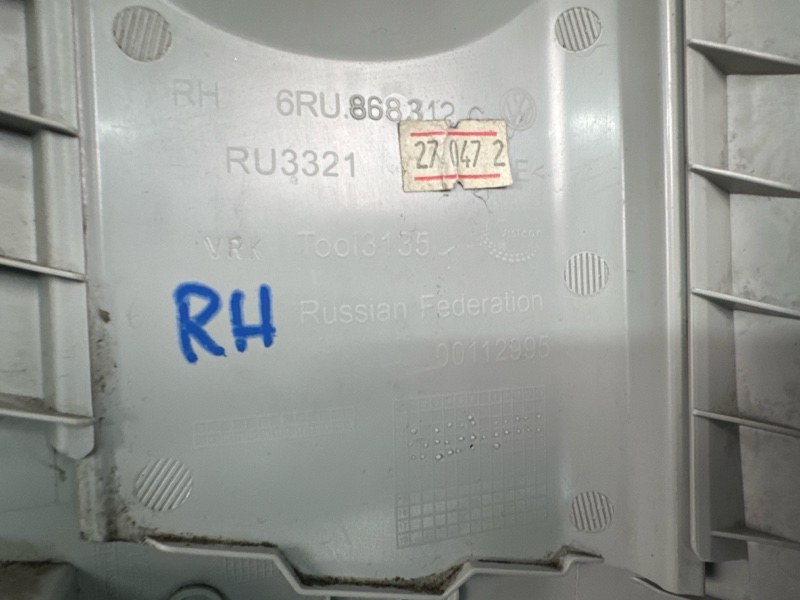 RH 6RU.868312 C
RU3321
27 047 2
E<
VRK Tool3135
RH
Russian Federation
00112995